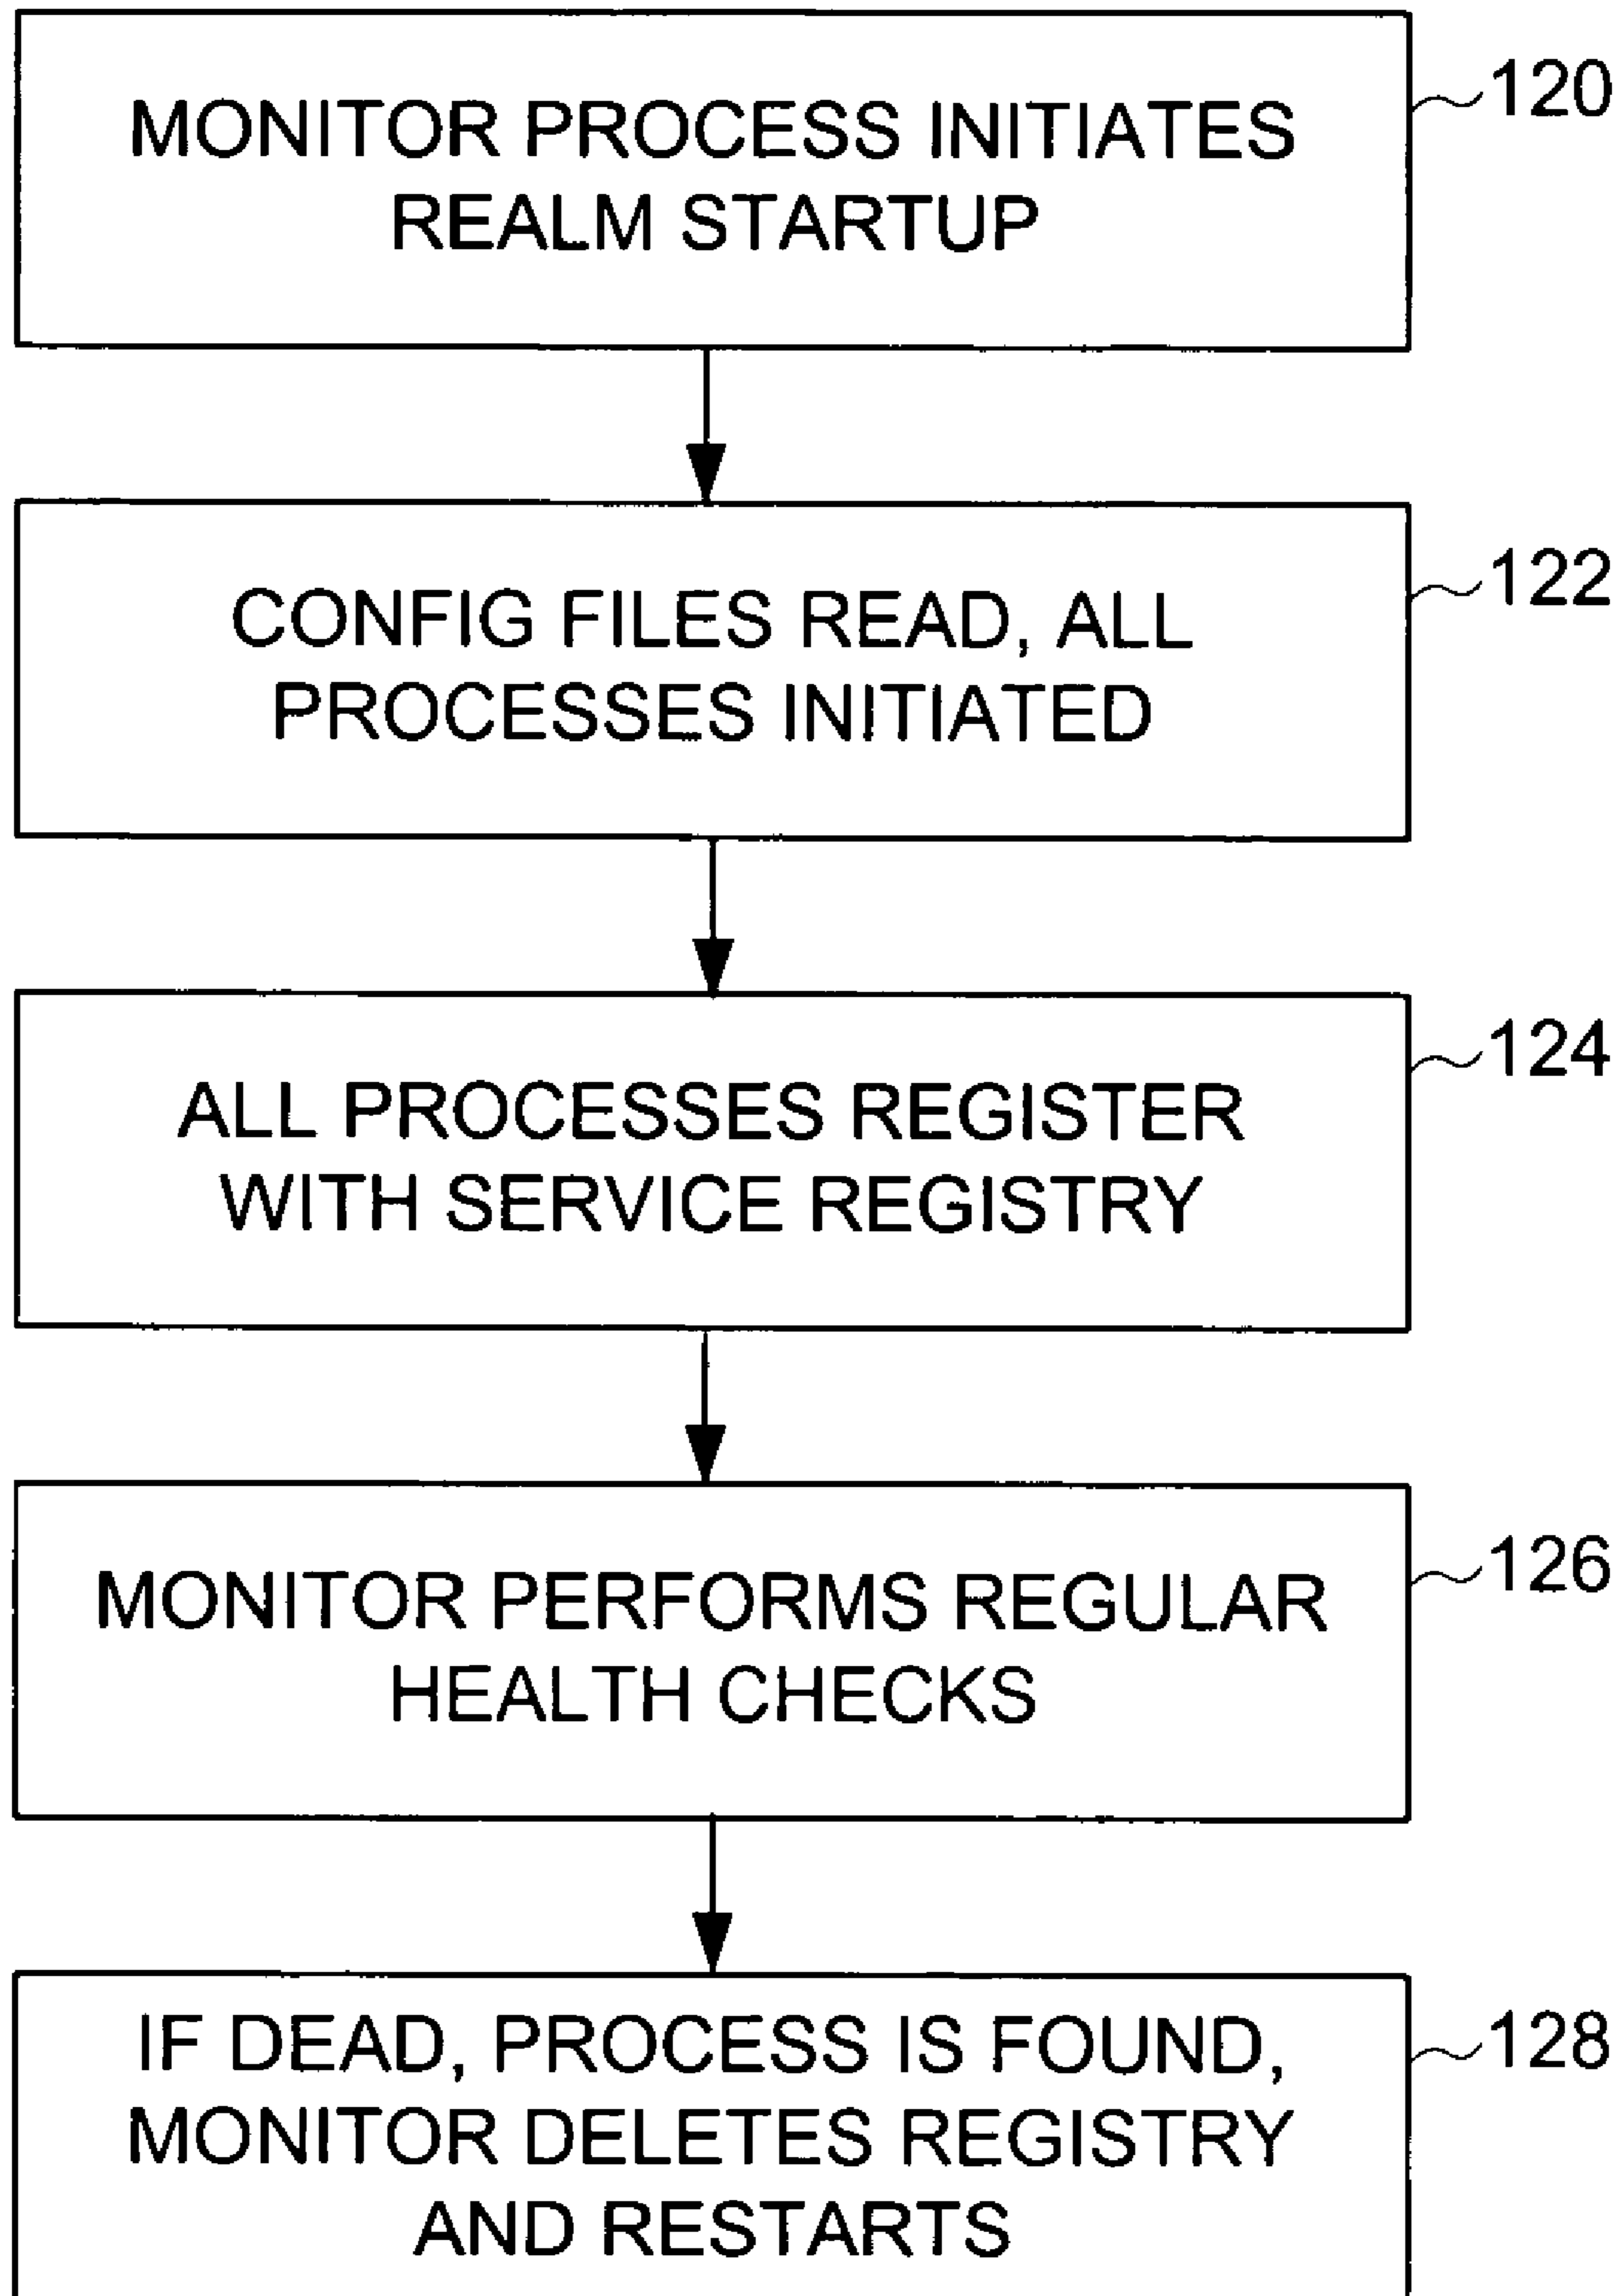 MONITOR PROCESS INITIATES
REALM STARTUP
120
CONFIG FILES READ, ALL
PROCESSES INITIATED
122
ALL PROCESSES REGISTER
WITH SERVICE REGISTRY
124
MONITOR PERFORMS REGULAR
HEALTH CHECKS
126
IF DEAD, PROCESS IS FOUND,
MONITOR DELETES REGISTRY
AND RESTARTS
128